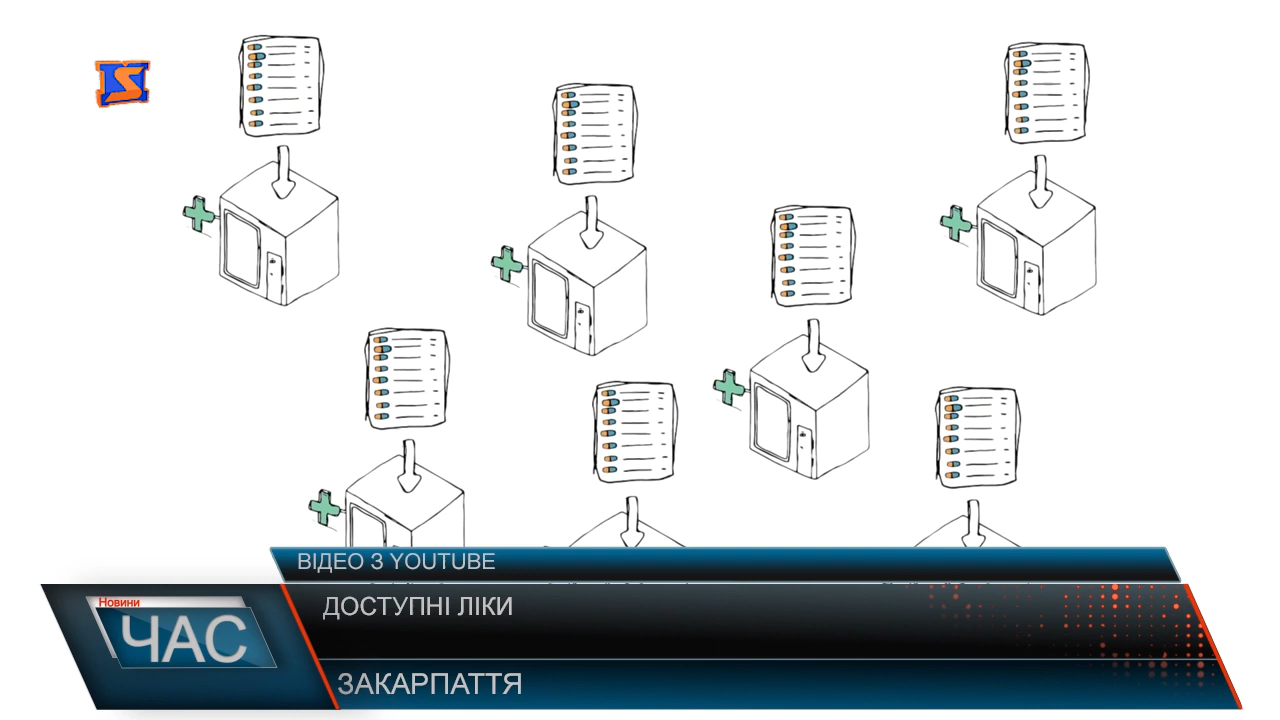 ВІДЕО З YOUTUBE
Новини
ЧАС
ДОСТУПНІ ЛІКИ
ЗАКАРПАТТЯ